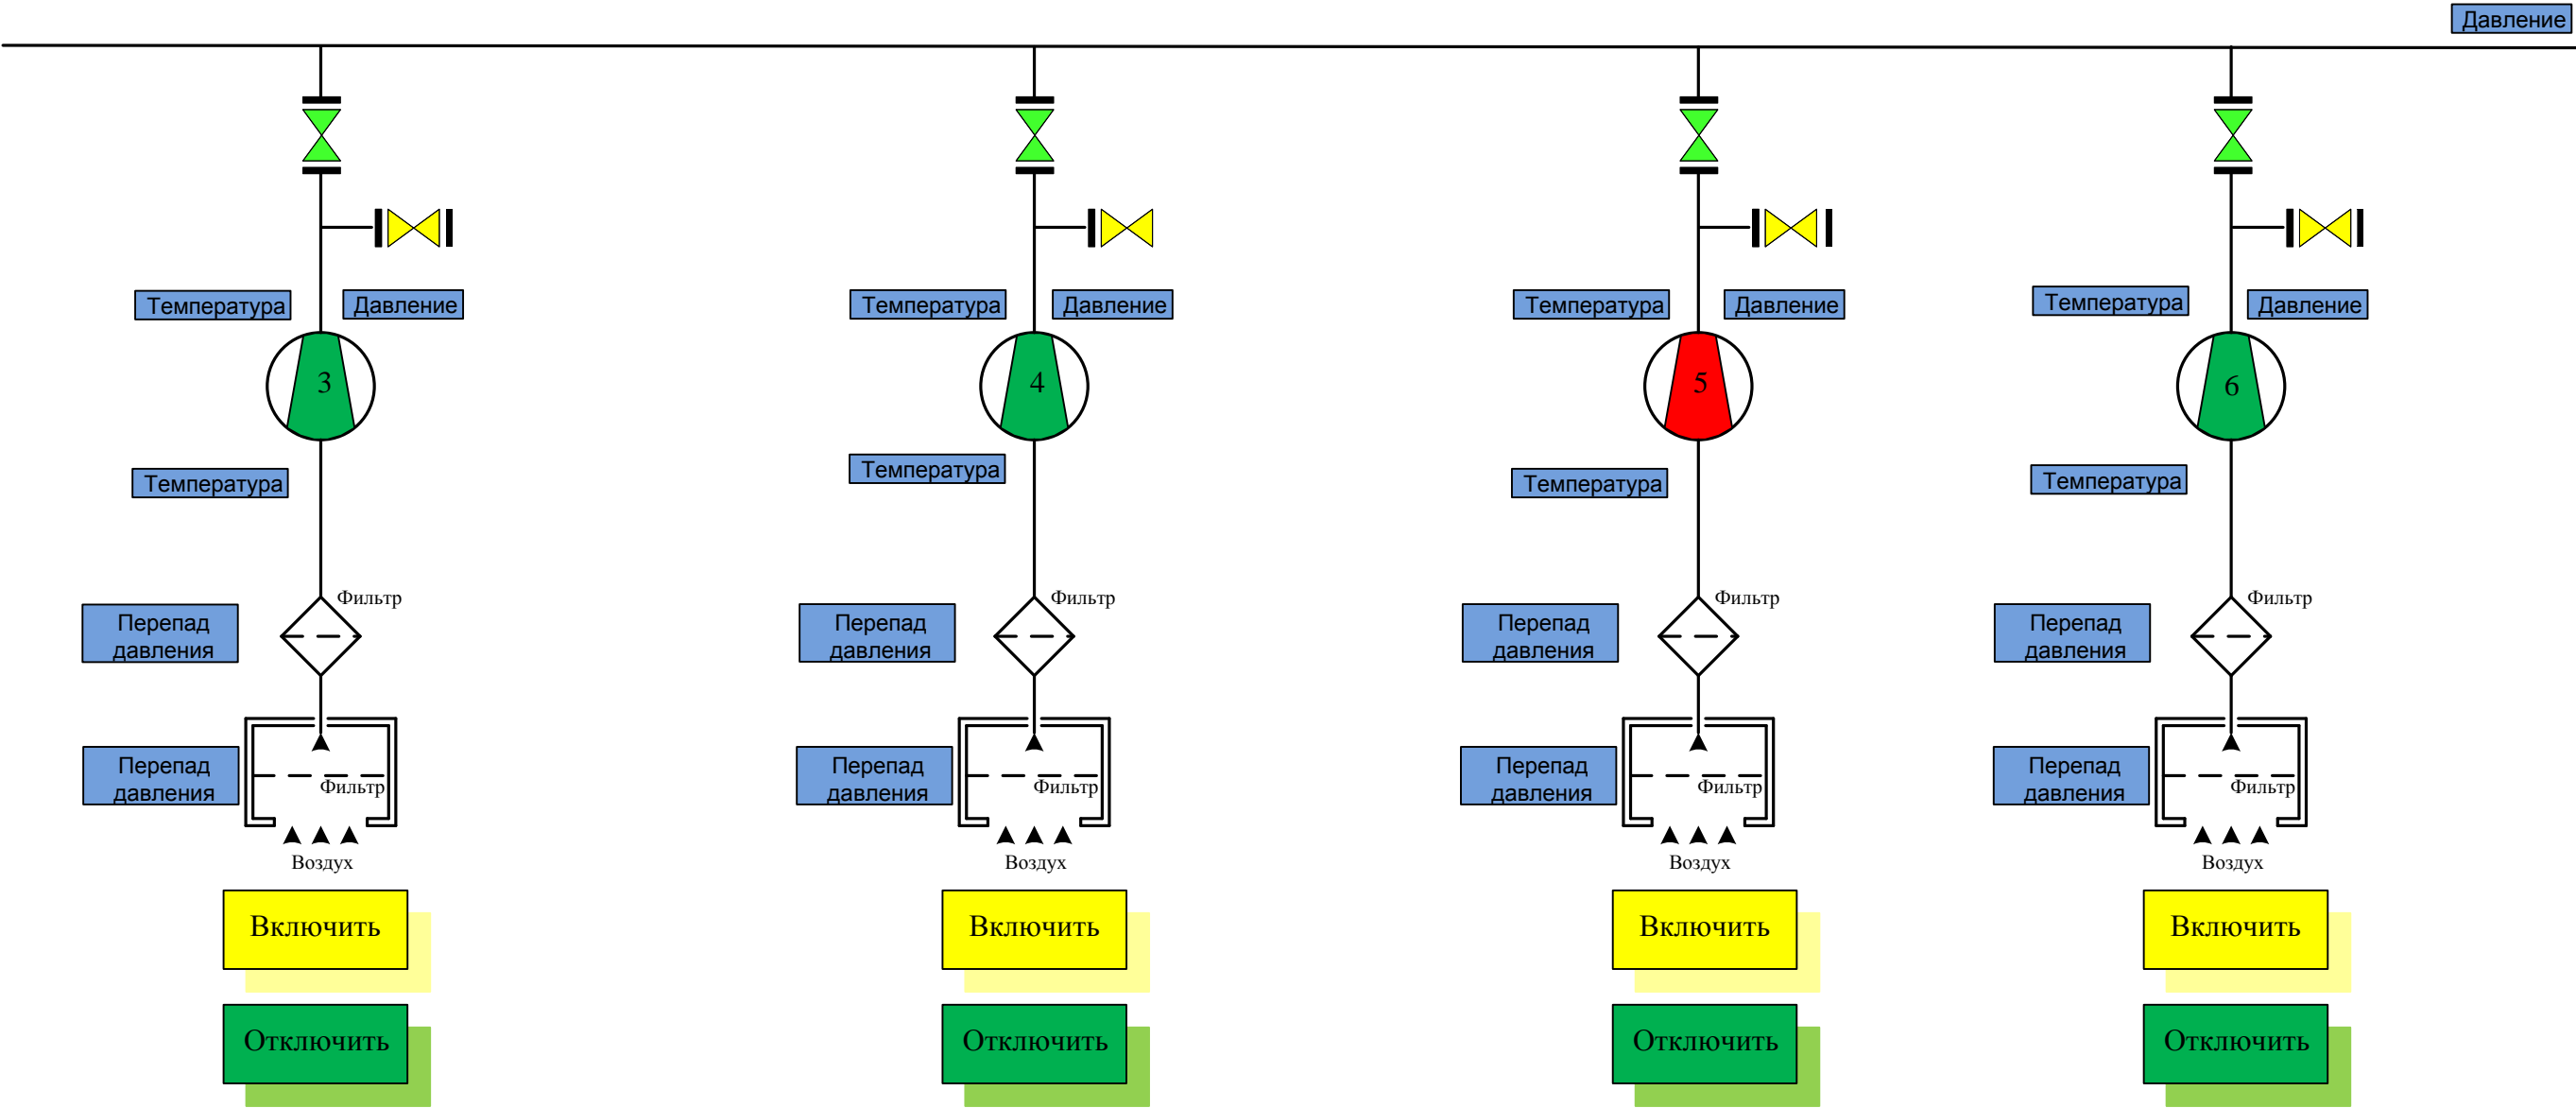 Давление
Температура
Давление
Температура
Давление
Температура
Давление
Температура
Давление
3
4
5
6
Температура
Температура
Температура
Температура
Фильтр
Фильтр
Фильтр
Фильтр
Перепад
давления
Перепад
давления
Перепад
давления
Перепад
давления
Перепад
давления
Фильтр
Перепад
давления
Фильтр
Перепад
давления
Фильтр
Перепад
давления
Фильтр
Воздух
Воздух
Воздух
Воздух
Включить
Включить
Включить
Включить
Отключить
Отключить
Отключить
Отключить